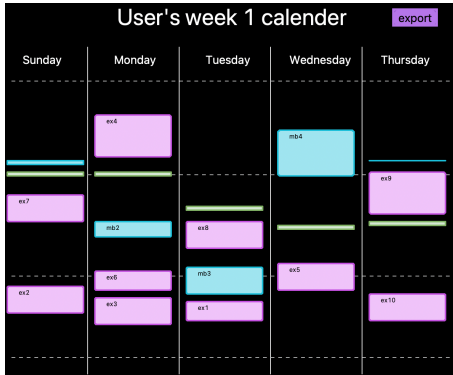 User's week 1 calender
export
Sunday
Monday
Tuesday
Wednesday
Thursday
ex4
mb4
ex9
ex7
mb2
ex8
ex5
mb3
ex6
ex2
ex10
ex3
ex1